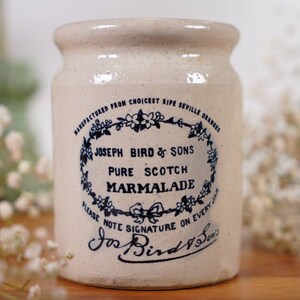 MANUFACTURED FROM CHOICEST RIPE SEVILLE ORANGES
JOSEPH BIRD & SONS
PURE SCOTCH
MARMALADE
PLEASE NOTE SIGNATURE ON EVERY JAR
Jos Bird & Sons